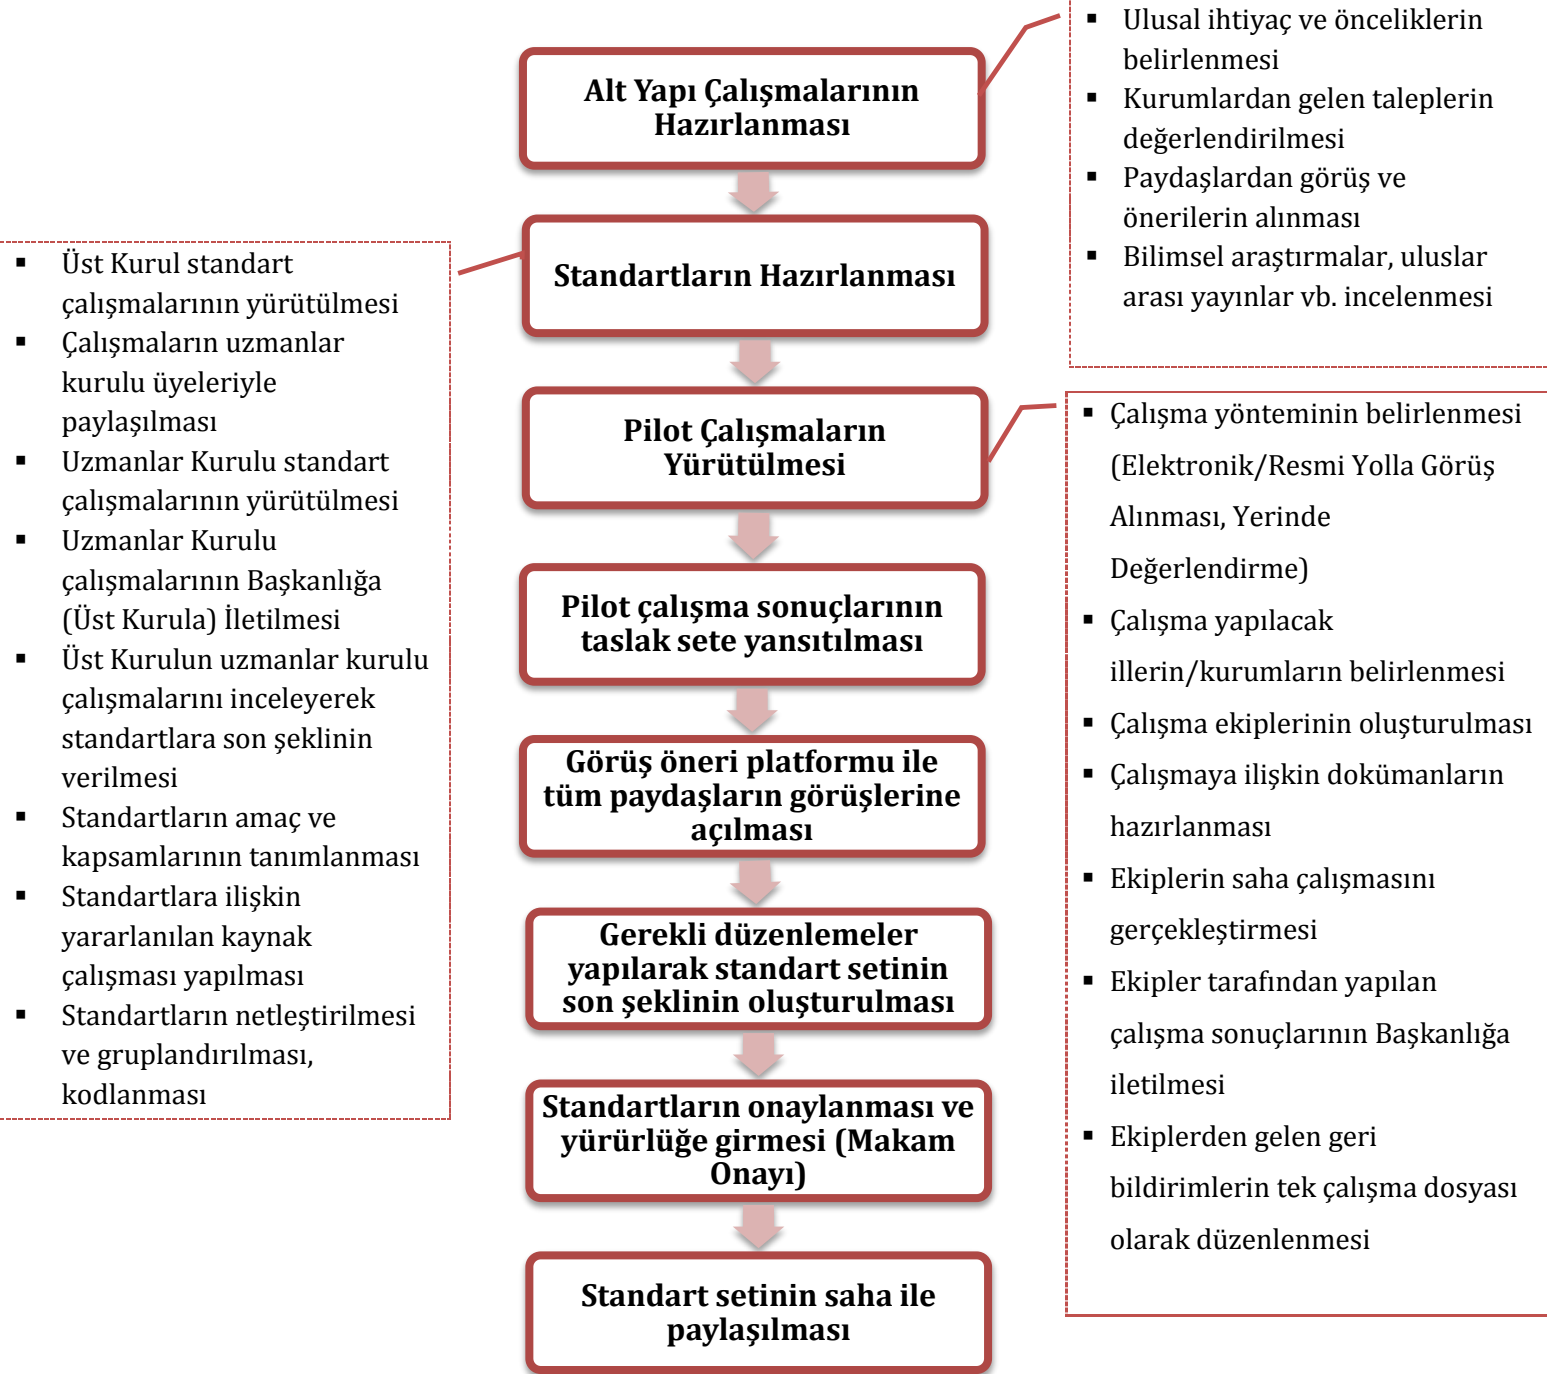 Alt Yapı Çalışmalarının
Hazırlanması
▪ Ulusal ihtiyaç ve önceliklerin
belirlenmesi
▪ Kurumlardan gelen taleplerin
değerlendirilmesi
▪ Paydaşlardan görüş ve
önerilerin alınması
▪ Bilimsel araştırmalar, uluslar
arası yayınlar vb. incelenmesi
Standartların Hazırlanması
▪ Üst Kurul standart
çalışmalarının yürütülmesi
▪ Çalışmaların uzmanlar
kurulu üyeleriyle
paylaşılması
▪ Uzmanlar Kurulu standart
çalışmalarının yürütülmesi
▪ Uzmanlar Kurulu
çalışmalarının Başkanlığa
(Üst Kurula) İletilmesi
▪ Üst Kurulun uzmanlar kurulu
çalışmalarını inceleyerek
standartlara son şeklinin
verilmesi
▪ Standartların amaç ve
kapsamlarının tanımlanması
▪ Standartlara ilişkin
yararlanılan kaynak
çalışması yapılması
▪ Standartların netleştirilmesi
ve gruplandırılması,
kodlanması
Pilot Çalışmaların
Yürütülmesi
▪ Çalışma yönteminin belirlenmesi
(Elektronik/Resmi Yolla Görüş
Alınması, Yerinde
Değerlendirme)
▪ Çalışma yapılacak
illerin/kurumların belirlenmesi
▪ Çalışma ekiplerinin oluşturulması
▪ Çalışmaya ilişkin dokümanların
hazırlanması
▪ Ekiplerin saha çalışmasını
gerçekleştirmesi
▪ Ekipler tarafından yapılan
çalışma sonuçlarının Başkanlığa
iletilmesi
▪ Ekiplerden gelen geri
bildirimlerin tek çalışma dosyası
olarak düzenlenmesi
Pilot çalışma sonuçlarının
taslak sete yansıtılması
Görüş öneri platformu ile
tüm paydaşların görüşlerine
açılması
Gerekli düzenlemeler
yapılarak standart setinin
son şeklinin oluşturulması
Standartların onaylanması ve
yürürlüğe girmesi (Makam
Onayı)
Standart setinin saha ile
paylaşılması